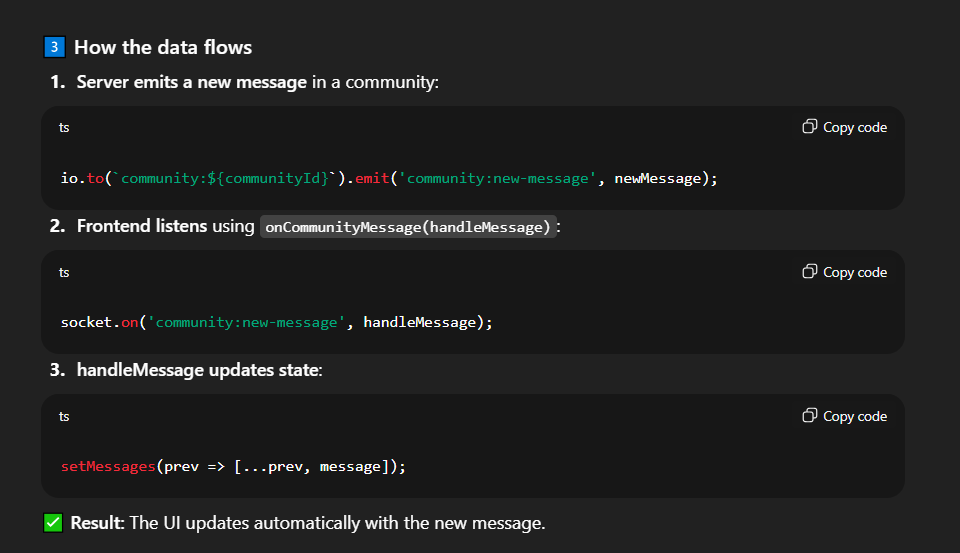 3 How the data flows
1. Server emits a new message in a community:
ts Copy code
io.to(`community:${communityId}`).emit('community:new-message', newMessage);
2. Frontend listens using onCommunityMessage(handleMessage):
ts Copy code
socket.on('community:new-message', handleMessage);
3. handleMessage updates state:
ts Copy code
setMessages(prev => [...prev, message]);
✅ Result: The UI updates automatically with the new message.